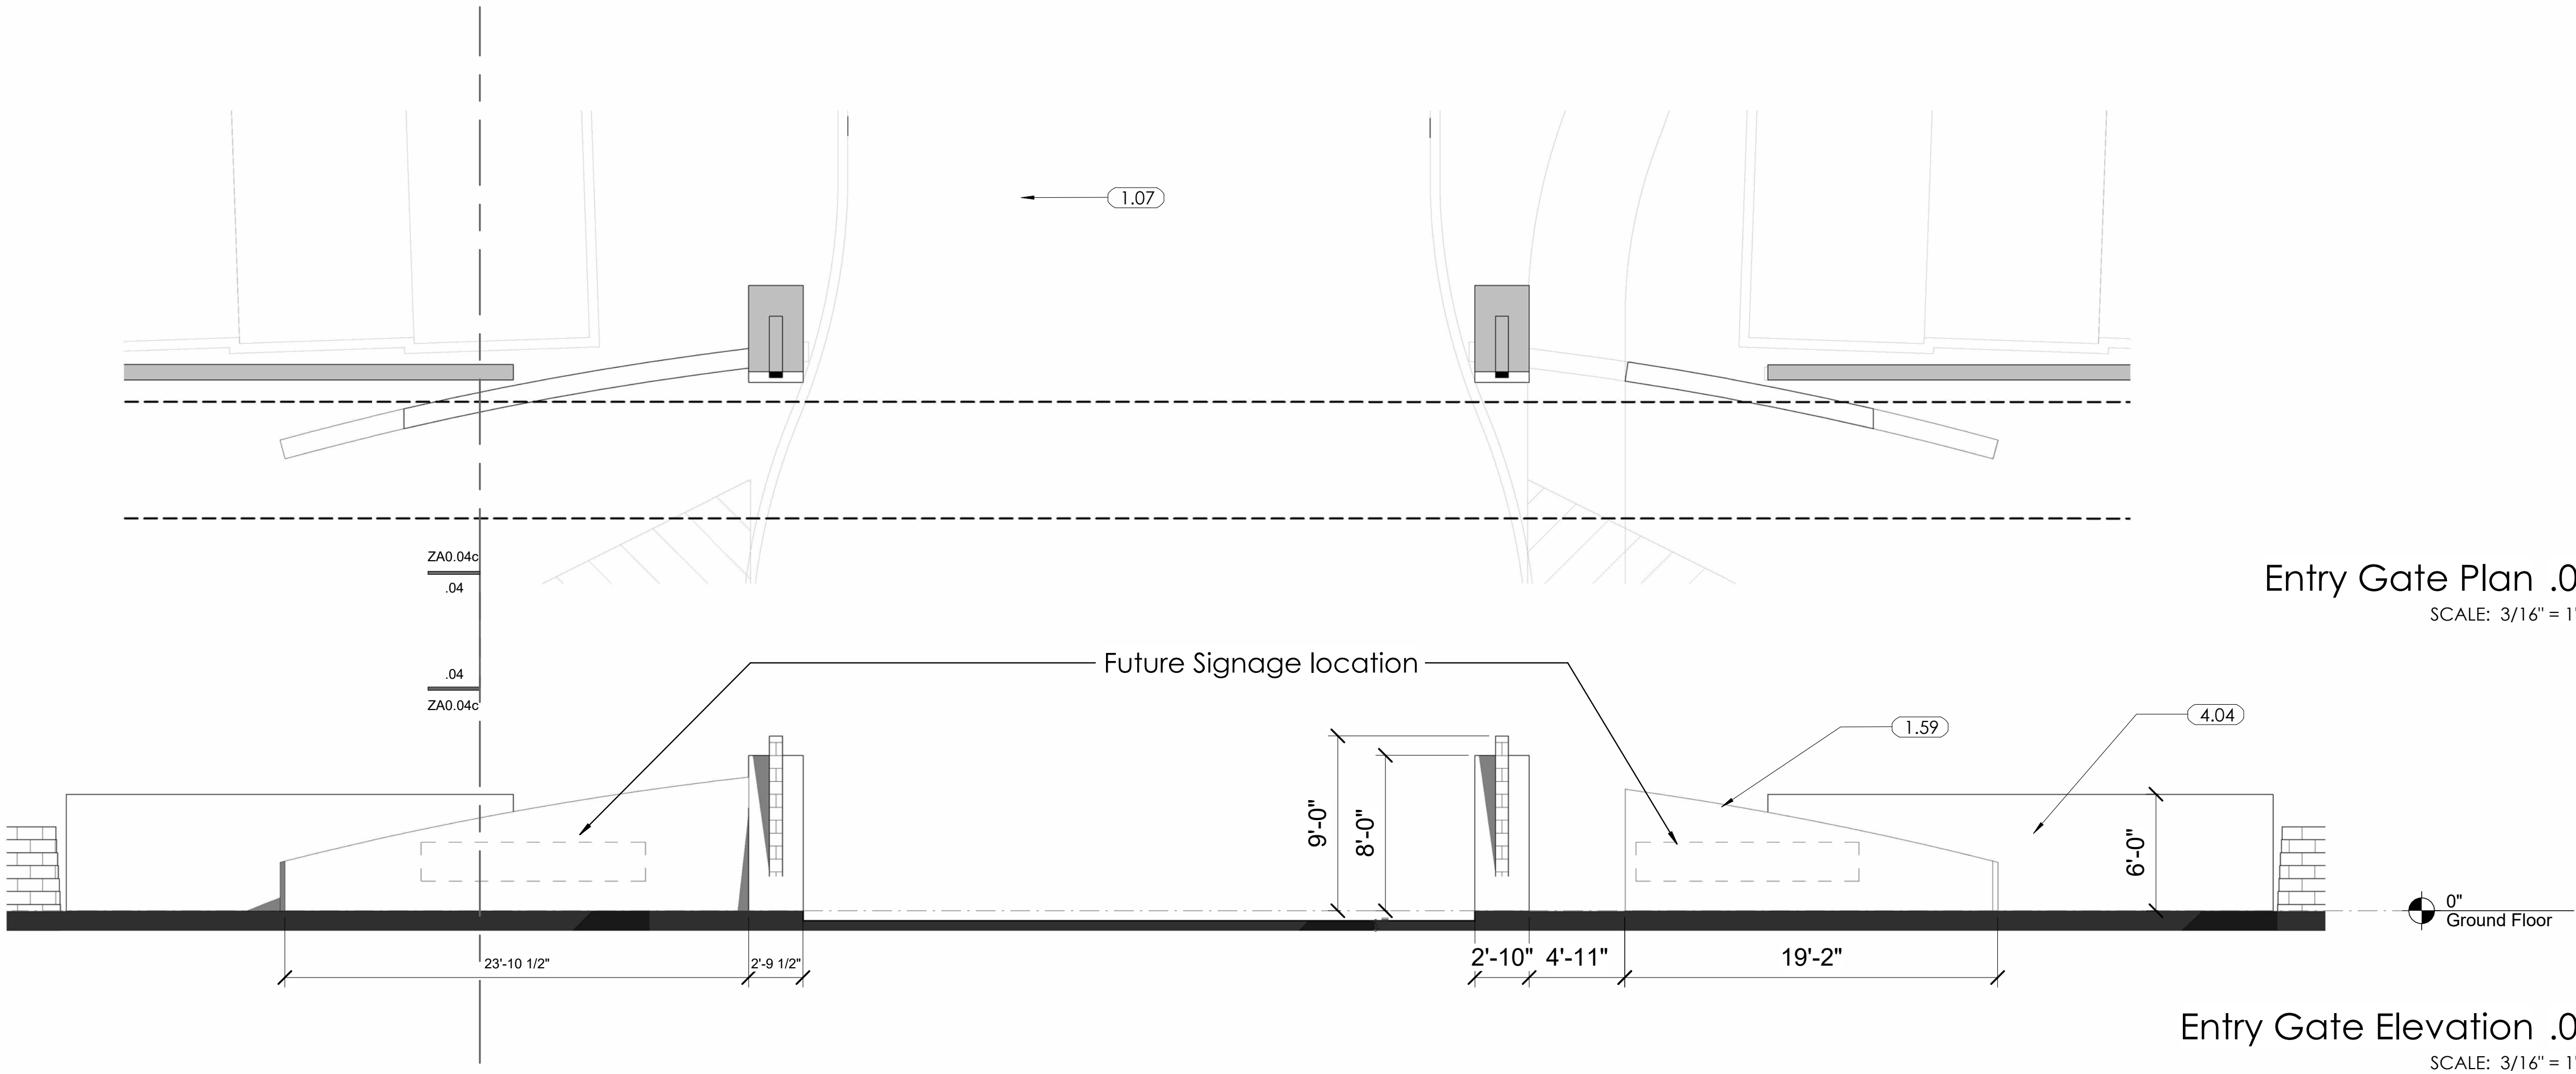 1.07
ZA0.04c
.04
Entry Gate Plan .0
SCALE: 3/16" = 1'
Future Signage location
.04
ZA0.04c
1.59
4.04
9'-0"
8'-0"
6'-0"
0"
Ground Floor
23'-10 1/2"
2'-9 1/2"
2'-10"
4'-11"
19'-2"
Entry Gate Elevation .0
SCALE: 3/16" = 1'